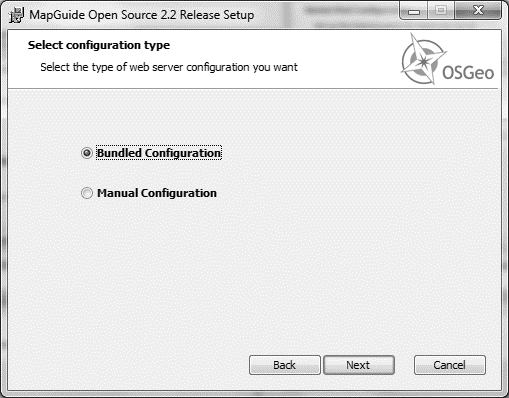 MapGuide Open Source 2.2 Release Setup
Select configuration type
Select the type of web server configuration you want
OSGeo
Bundled Configuration
Manual Configuration
Back
Next
Cancel